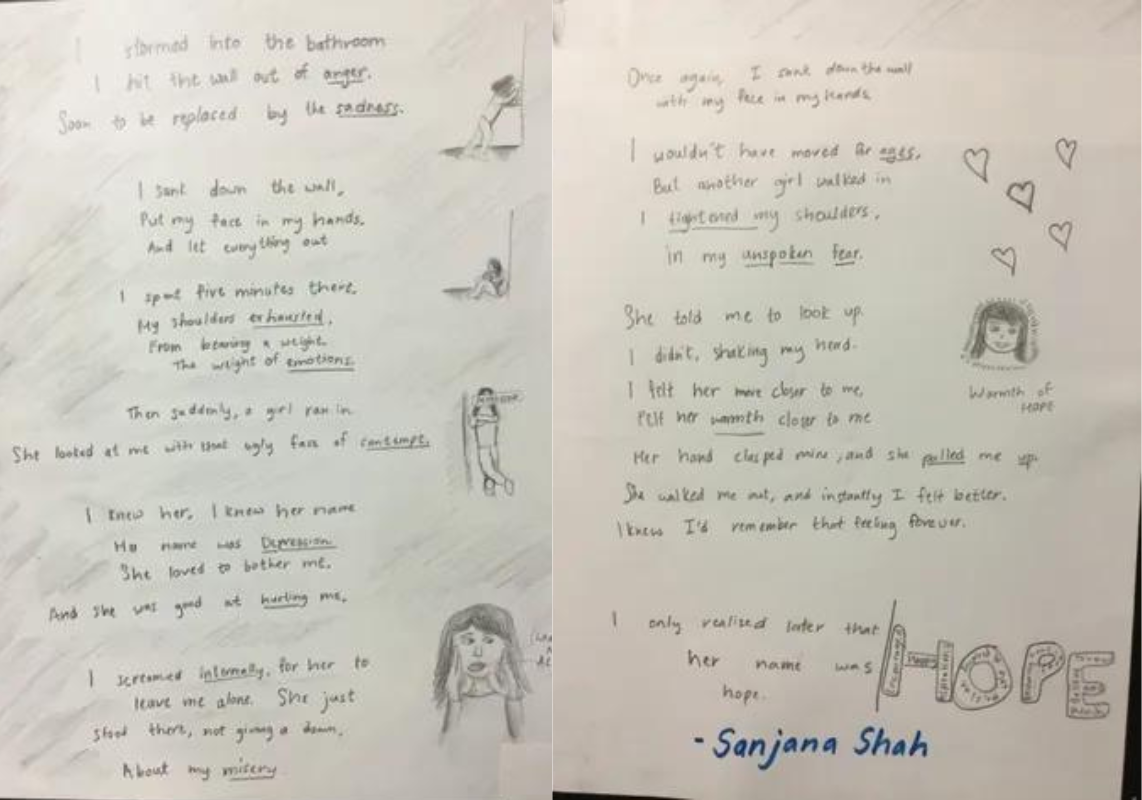 I stormed into the bathroom
I hit the wall out of anger.
Soon to be replaced by the sadness.
I sank down the wall,
Put my face in my hands.
And let everything out
I spent five minutes there.
My shoulders exhausted,
From bearing a weight.
The weight of emotions.
Then suddenly, a girl ran in
She looked at me with that ugly face of contempt.
I knew her, I knew her name
Her name was Depression
She loved to bother me.
And she was good at hurting me.
I screamed internally, for her to
leave me alone. She just
stood there, not giving a damn,
About my misery
Once again, I sank down the wall
with my face in my hands
I wouldn't have moved for ages.
But another girl walked in
I tightened my shoulders,
in my unspoken fear.
She told me to look up.
I didn't, shaking my head.
I felt her move closer to me,
Felt her warmth closer to me
Her hand clasped mine, and she pulled me up.
She walked me out, and instantly I felt better.
I knew I'd remember that feeling forever.
Warmth of
HOPE
I only realised later that
her name was
hope.
HOPE
- Sanjana Shah